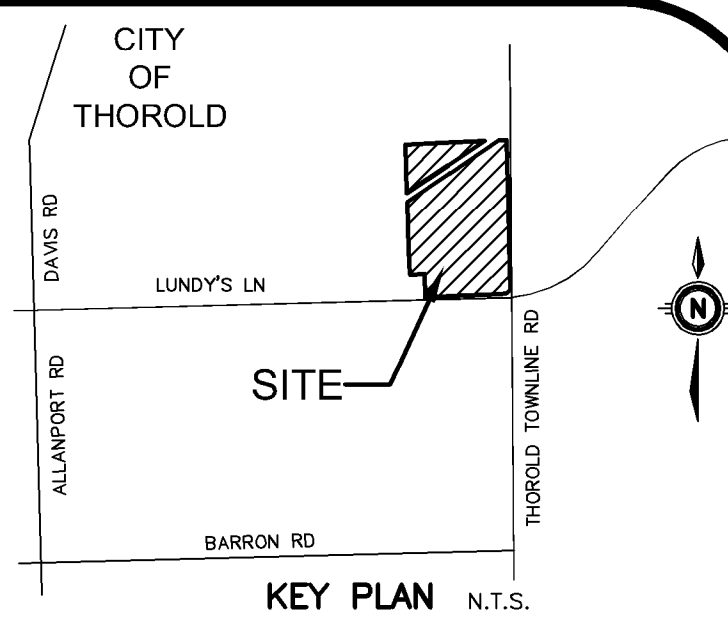 CITY
OF
THOROLD
DAVIS RD
LUNDY'S LN
N
SITE
ALLANPORT RD
THOROLD TOWNLINE RD
BARRON RD
KEY PLAN N.T.S.